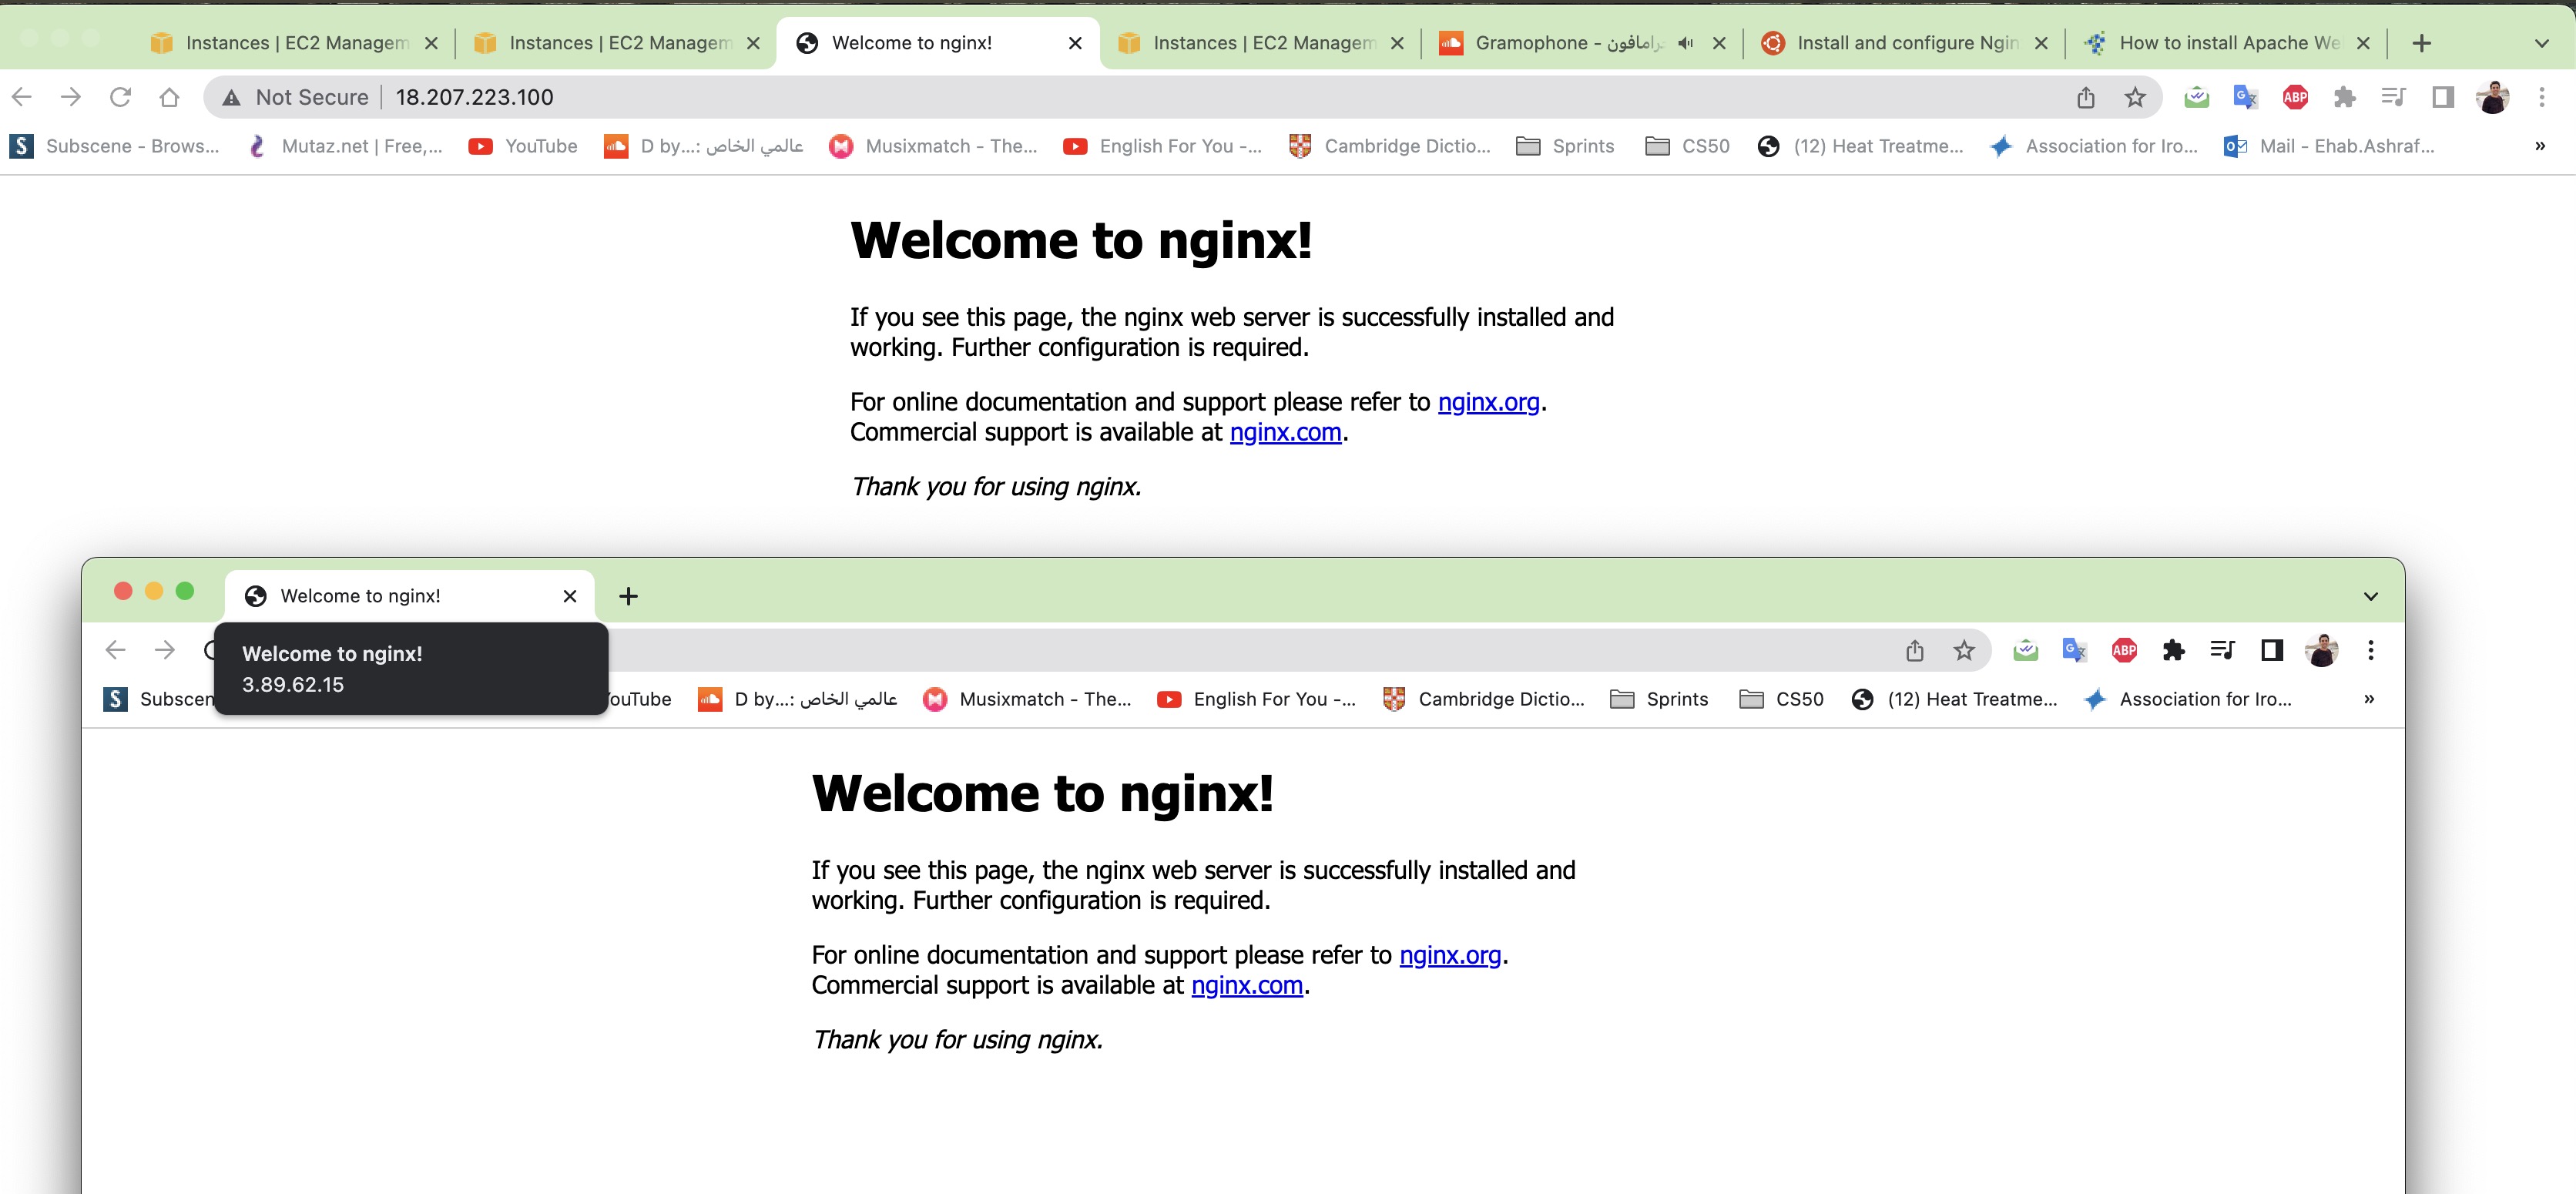 Instances | EC2 Managem
Instances | EC2 Managem
Welcome to nginx!
Instances | EC2 Managem
Gramophone - جرامافون
Install and configure Ngin
How to install Apache We
Not Secure
18.207.223.100
Subscene - Brows...
Mutaz.net | Free,...
YouTube
D by...: عالمي الخاص
Musixmatch - The...
English For You -...
Cambridge Dictio...
Sprints
CS50
(12) Heat Treatme...
Association for Iro...
Mail - Ehab.Ashraf...
»
Welcome to nginx!
If you see this page, the nginx web server is successfully installed and
working. Further configuration is required.
For online documentation and support please refer to nginx.org.
Commercial support is available at nginx.com.
Thank you for using nginx.
Welcome to nginx!
ABP
Welcome to nginx!
3.89.62.15
Subscen
ouTube
D by...: عالمي الخاص
Musixmatch - The...
English For You -...
Cambridge Dictio...
Sprints
CS50
(12) Heat Treatme...
Association for Iro...
»
Welcome to nginx!
If you see this page, the nginx web server is successfully installed and
working. Further configuration is required.
For online documentation and support please refer to nginx.org.
Commercial support is available at nginx.com.
Thank you for using nginx.